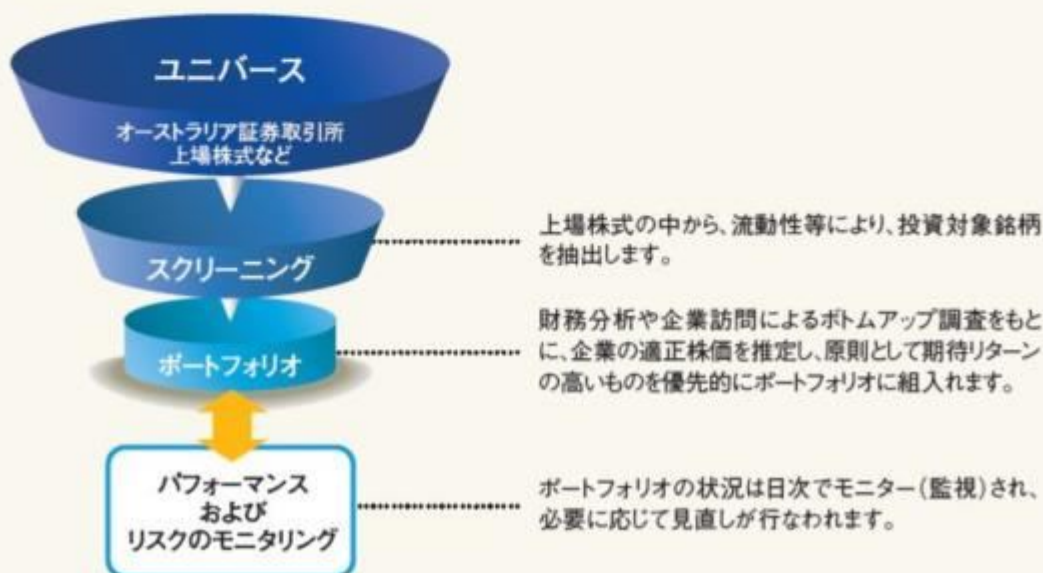 ユニバース
オーストラリア証券取引所
上場株式など
スクリーニング
上場株式の中から、流動性等により、投資対象銘柄
を抽出します。
ポートフォリオ
財務分析や企業訪問によるボトムアップ調査をもと
に、企業の適正株価を推定し、原則として期待リターン
の高いものを優先的にポートフォリオに組入れます。
パフォーマンス
および
リスクのモニタリング
ポートフォリオの状況は日次でモニター(監視)され、
必要に応じて見直しが行なわれます。